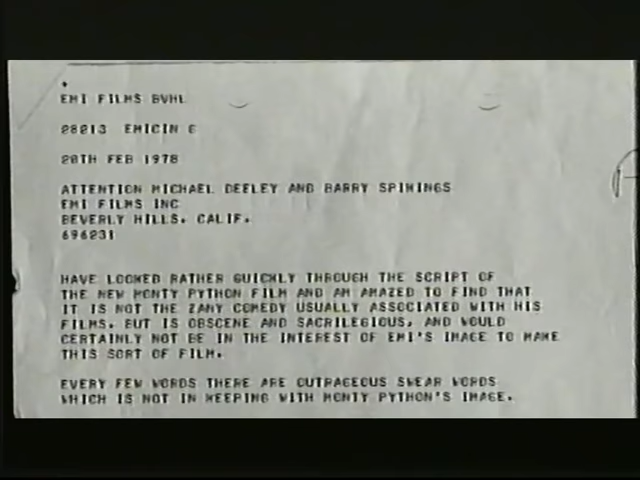 EMI FILMS BVHL
28213 EMICIN G
20TH FEB 1978
ATTENTION MICHAEL DEELEY AND BARRY SPIKINGS
EMI FILMS INC
BEVERLY HILLS. CALIF.
696231
HAVE LOOKED RATHER QUICKLY THROUGH THE SCRIPT OF
THE NEW MONTY PYTHON FILM AND AM AMAZED TO FIND THAT
IT IS NOT THE ZANY COMEDY USUALLY ASSOCIATED WITH HIS
FILMS. BUT IS OBSCENE AND SACRILEGIOUS, AND WOULD
CERTAINLY NOT BE IN THE INTEREST OF EMI'S IMAGE TO MAKE
THIS SORT OF FILM.
EVERY FEW WORDS THERE ARE OUTRAGEOUS SWEAR WORDS
WHICH IS NOT IN KEEPING WITH MONTY PYTHON'S IMAGE.